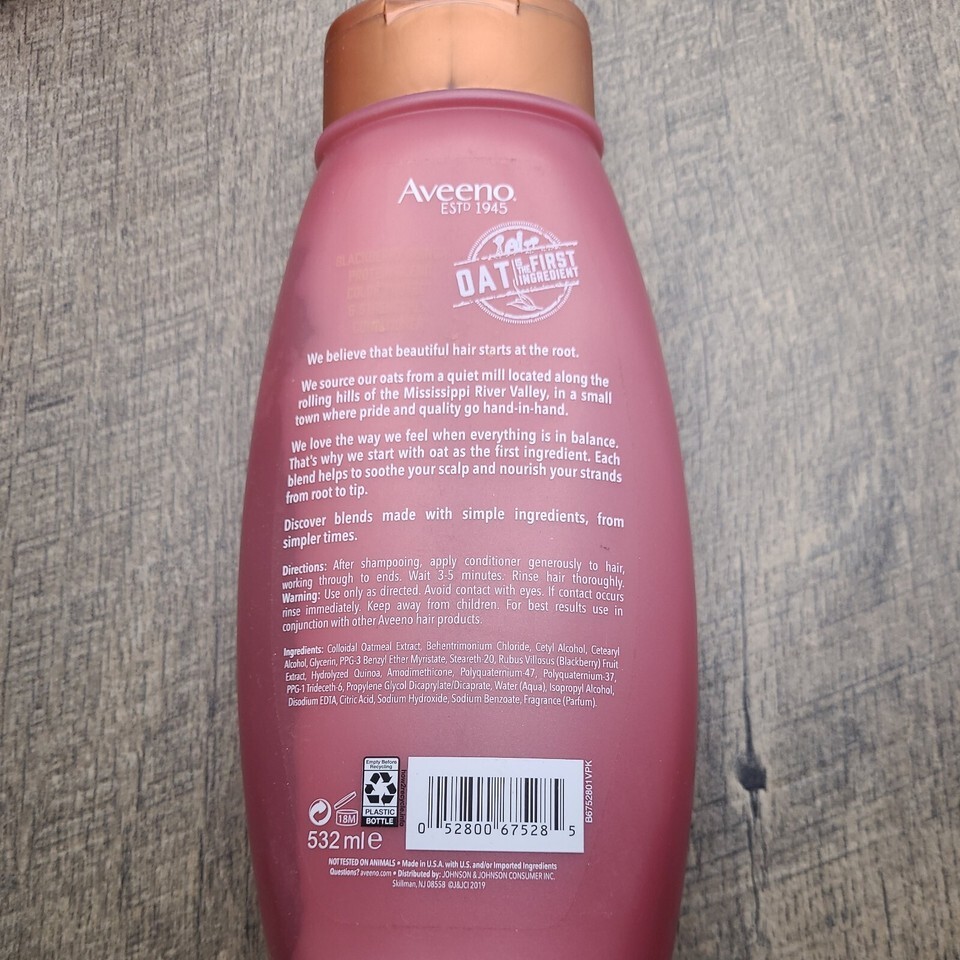 Aveeno.
ESTD 1945
OAT IS THE FIRST INGREDIENT
We believe that beautiful hair starts at the root.
We source our oats from a quiet mill located along the
rolling hills of the Mississippi River Valley, in a small
town where pride and quality go hand-in-hand.
We love the way we feel when everything is in balance.
That's why we start with oat as the first ingredient. Each
blend helps to soothe your scalp and nourish your strands
from root to tip.
Discover blends made with simple ingredients, from
simpler times.
Directions: After shampooing, apply conditioner generously to hair,
working through to ends. Wait 3-5 minutes. Rinse hair thoroughly.
Warning: Use only as directed. Avoid contact with eyes. If contact occurs
rinse immediately. Keep away from children. For best results use in
conjunction with other Aveeno hair products.
Ingredients: Colloidal Oatmeal Extract, Behentrimonium Chloride, Cetyl Alcohol, Cetearyl
Alcohol, Glycerin, PPG-3 Benzyl Ether Myristate, Steareth 20, Rubus Villosus (Blackberry) Fruit
Extract, Hydrolyzed Quinoa, Amodimethicone, Polyquaternium-47, Polyquaternium-37,
PPG-1 Trideceth-6, Propylene Glycol Dicaprylate/Dicaprate, Water (Aqua), Isopropyl Alcohol,
Disodium EDTA, Citric Acid, Sodium Hydroxide, Sodium Benzoate, Fragrance (Parfum).
Empty Before
Recycling
PLASTIC
BOTTLE
18M
532 ml e
0 52800 67528 5
B6752801VPK
NOT TESTED ON ANIMALS • Made in U.S.A. with U.S. and/or Imported Ingredients
Questions? aveeno.com • Distributed by: JOHNSON & JOHNSON CONSUMER INC.
Skillman, NJ 08558 ©J&JCI 2019